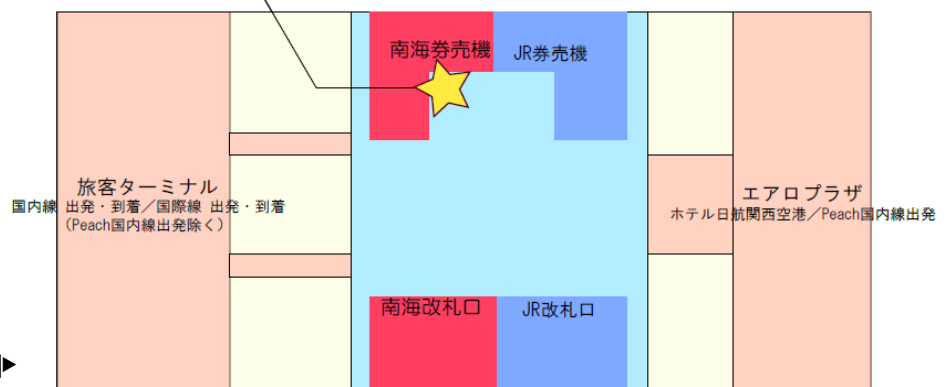 南海券売機
JR券売機
旅客ターミナル
国内線 出発・到着／国際線 出発・到着
(Peach国内線出発除く)
エアロプラザ
ホテル日航関西空港／Peach国内線出発
南海改札口
JR改札口